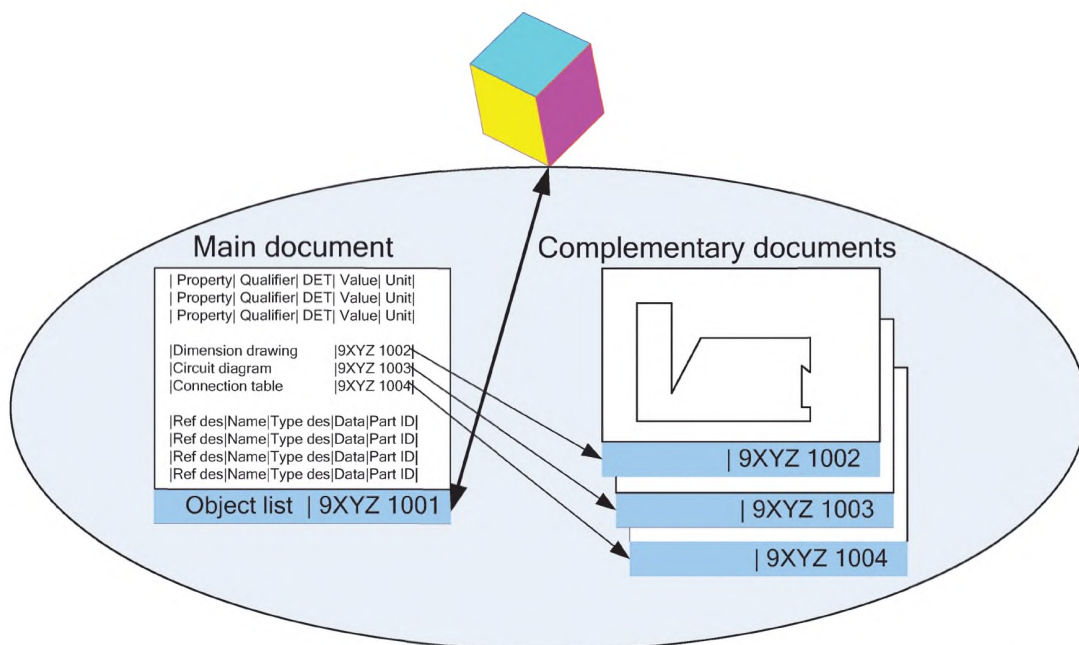 Main document
| Property| Qualifier| DET| Value| Unit|
| Property| Qualifier| DET| Value| Unit|
| Property| Qualifier| DET| Value| Unit|
|Dimension drawing |9XYZ 1002|
|Circuit diagram |9XYZ 1003|
|Connection table |9XYZ 1004|
|Ref des|Name|Type des|Data|Part ID|
|Ref des|Name|Type des|Data|Part ID|
|Ref des|Name|Type des|Data|Part ID|
|Ref des|Name|Type des|Data|Part ID|
Object list | 9XYZ 1001
Complementary documents
| 9XYZ 1002
| 9XYZ 1003
| 9XYZ 1004